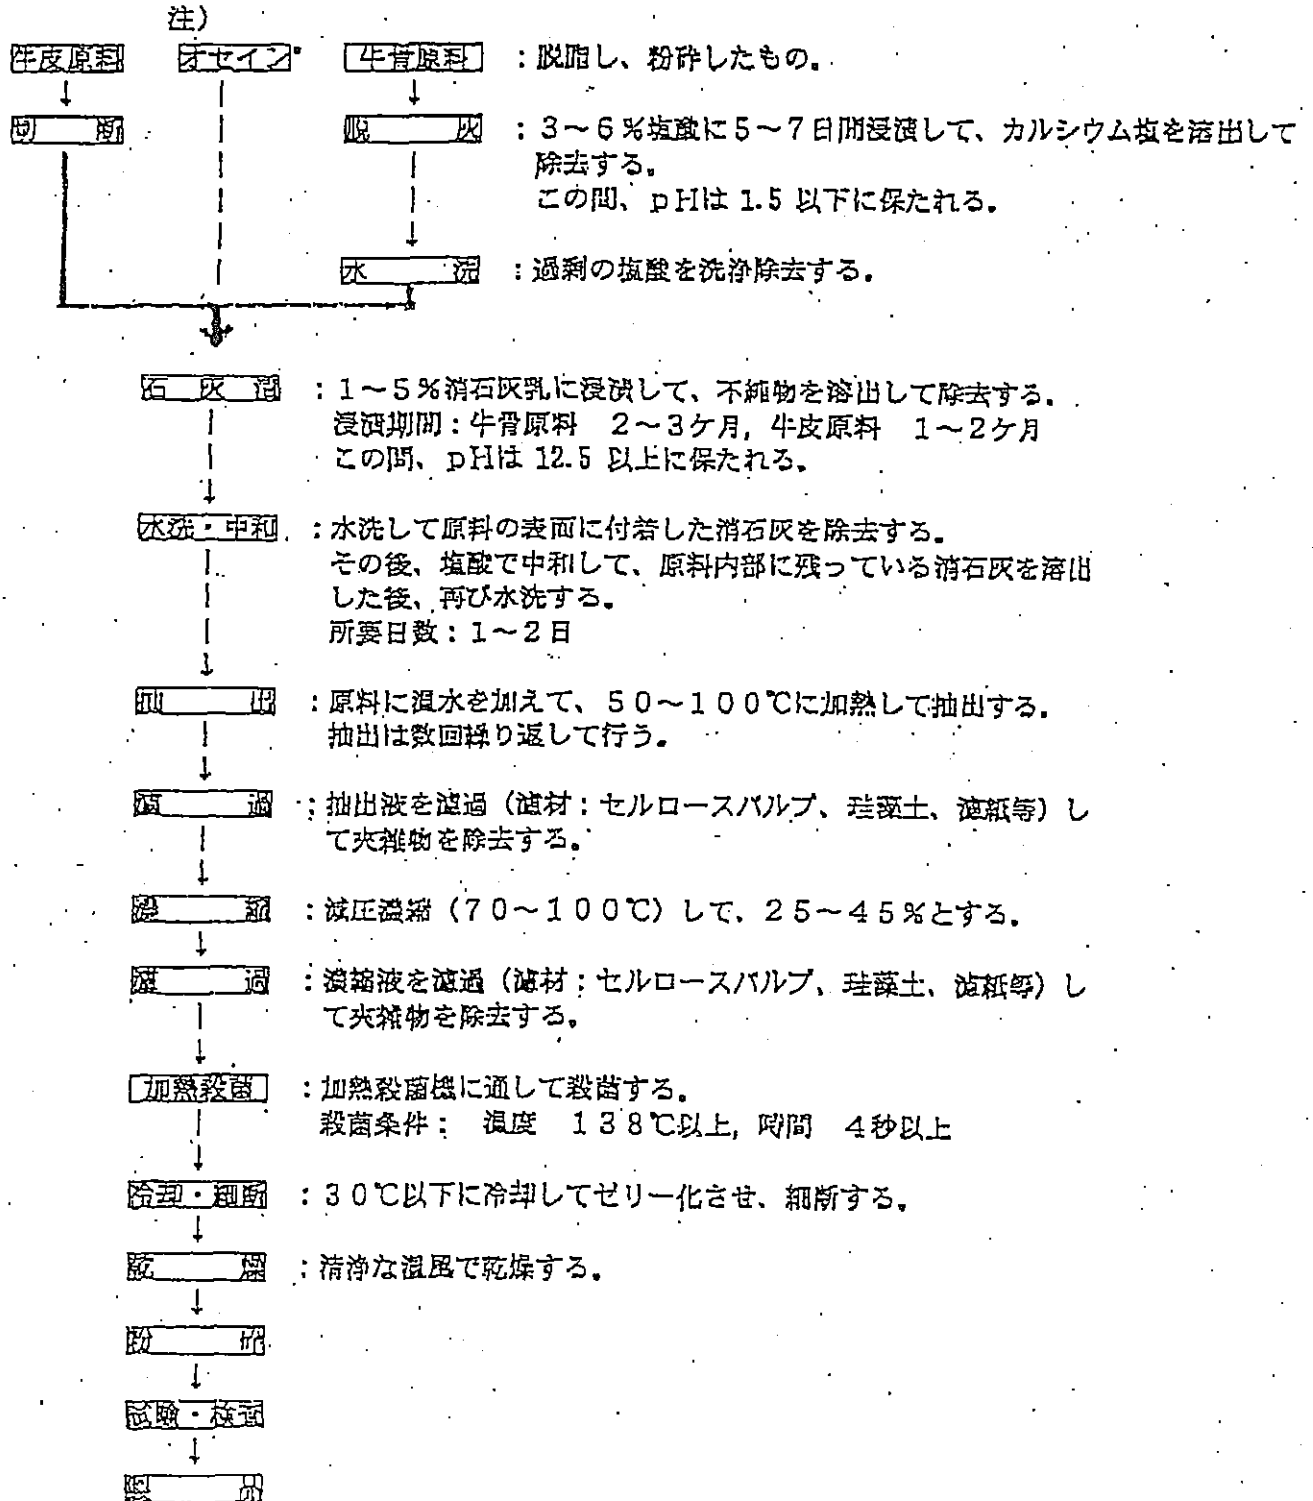 注)
牛皮原料 オセイン 牛骨原料 :脱脂し、粉砕したもの。
切 断 脱 灰 :3~6%塩酸に5~7日間浸漬して、カルシウム塩を溶出して
除去する。
この間、pHは1.5以下に保たれる。
水 洗 :過剰の塩酸を洗浄除去する。
石 灰 漬 :1~5%消石灰乳に浸漬して、不純物を溶出して除去する。
浸漬期間:牛骨原料 2~3ケ月, 牛皮原料 1~2ケ月
この間、pHは12.5以上に保たれる。
水洗・中和 :水洗して原料の表面に付着した消石灰を除去する。
その後、塩酸で中和して、原料内部に残っている消石灰を溶出
した後、再び水洗する。
所要日数:1~2日
抽 出 :原料に温水を加えて、50~100℃に加熱して抽出する。
抽出は数回繰り返して行う。
濾 過 :抽出液を濾過(濾材:セルロースパルプ、珪藻土、濾紙等)し
て夾雑物を除去する。
濃 縮 :減圧濃縮(70~100℃)して、25~45%とする。
濾 過 :濃縮液を濾過(濾材:セルロースパルプ、珪藻土、濾紙等)し
て夾雑物を除去する。
加熱殺菌 :加熱殺菌機に通して殺菌する。
殺菌条件: 温度 138℃以上, 時間 4秒以上
冷却・細断 :30℃以下に冷却してゼリー化させ、細断する。
乾 燥 :清浄な温風で乾燥する。
粉 砕
試験・検査